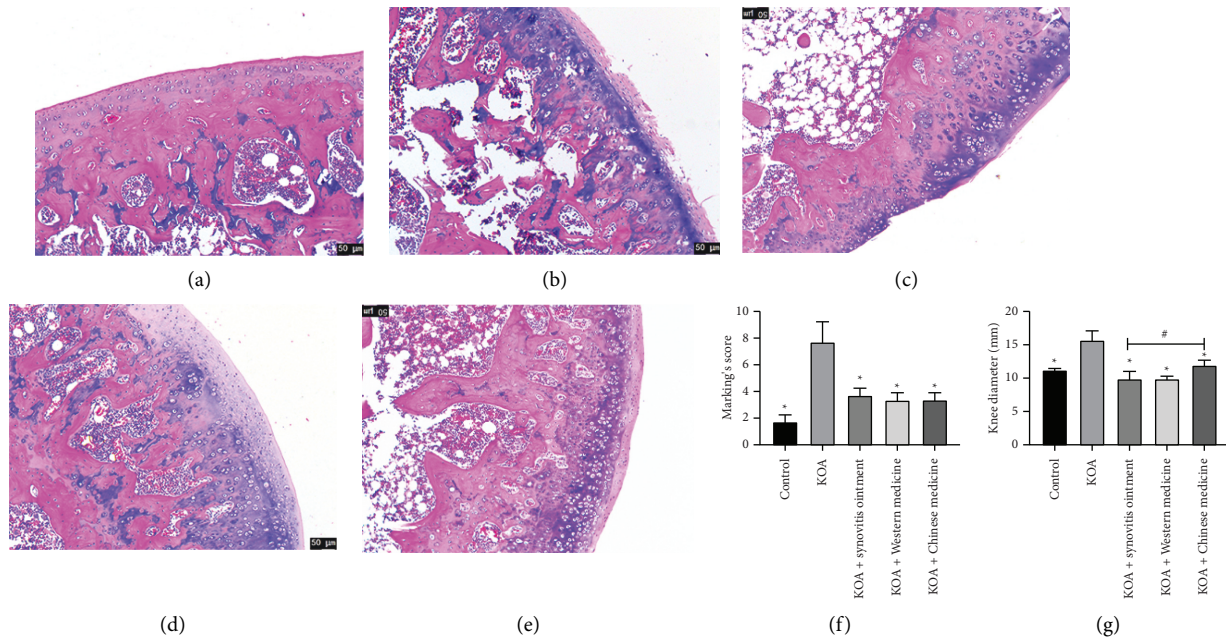 50 µm
50 µm
50 µm
(a)
(b)
(c)
50 µm
50 µm
(d)
(e)
Marking's score
10
8
6
4
2
0
*
*
*
*
Control
KOA
KOA + synovitis ointment
KOA + Western medicine
KOA + Chinese medicine
(f)
Knee diameter (mm)
20
15
10
5
0
*
*
*
*
#
Control
KOA
KOA + synovitis ointment
KOA + Western medicine
KOA + Chinese medicine
(g)